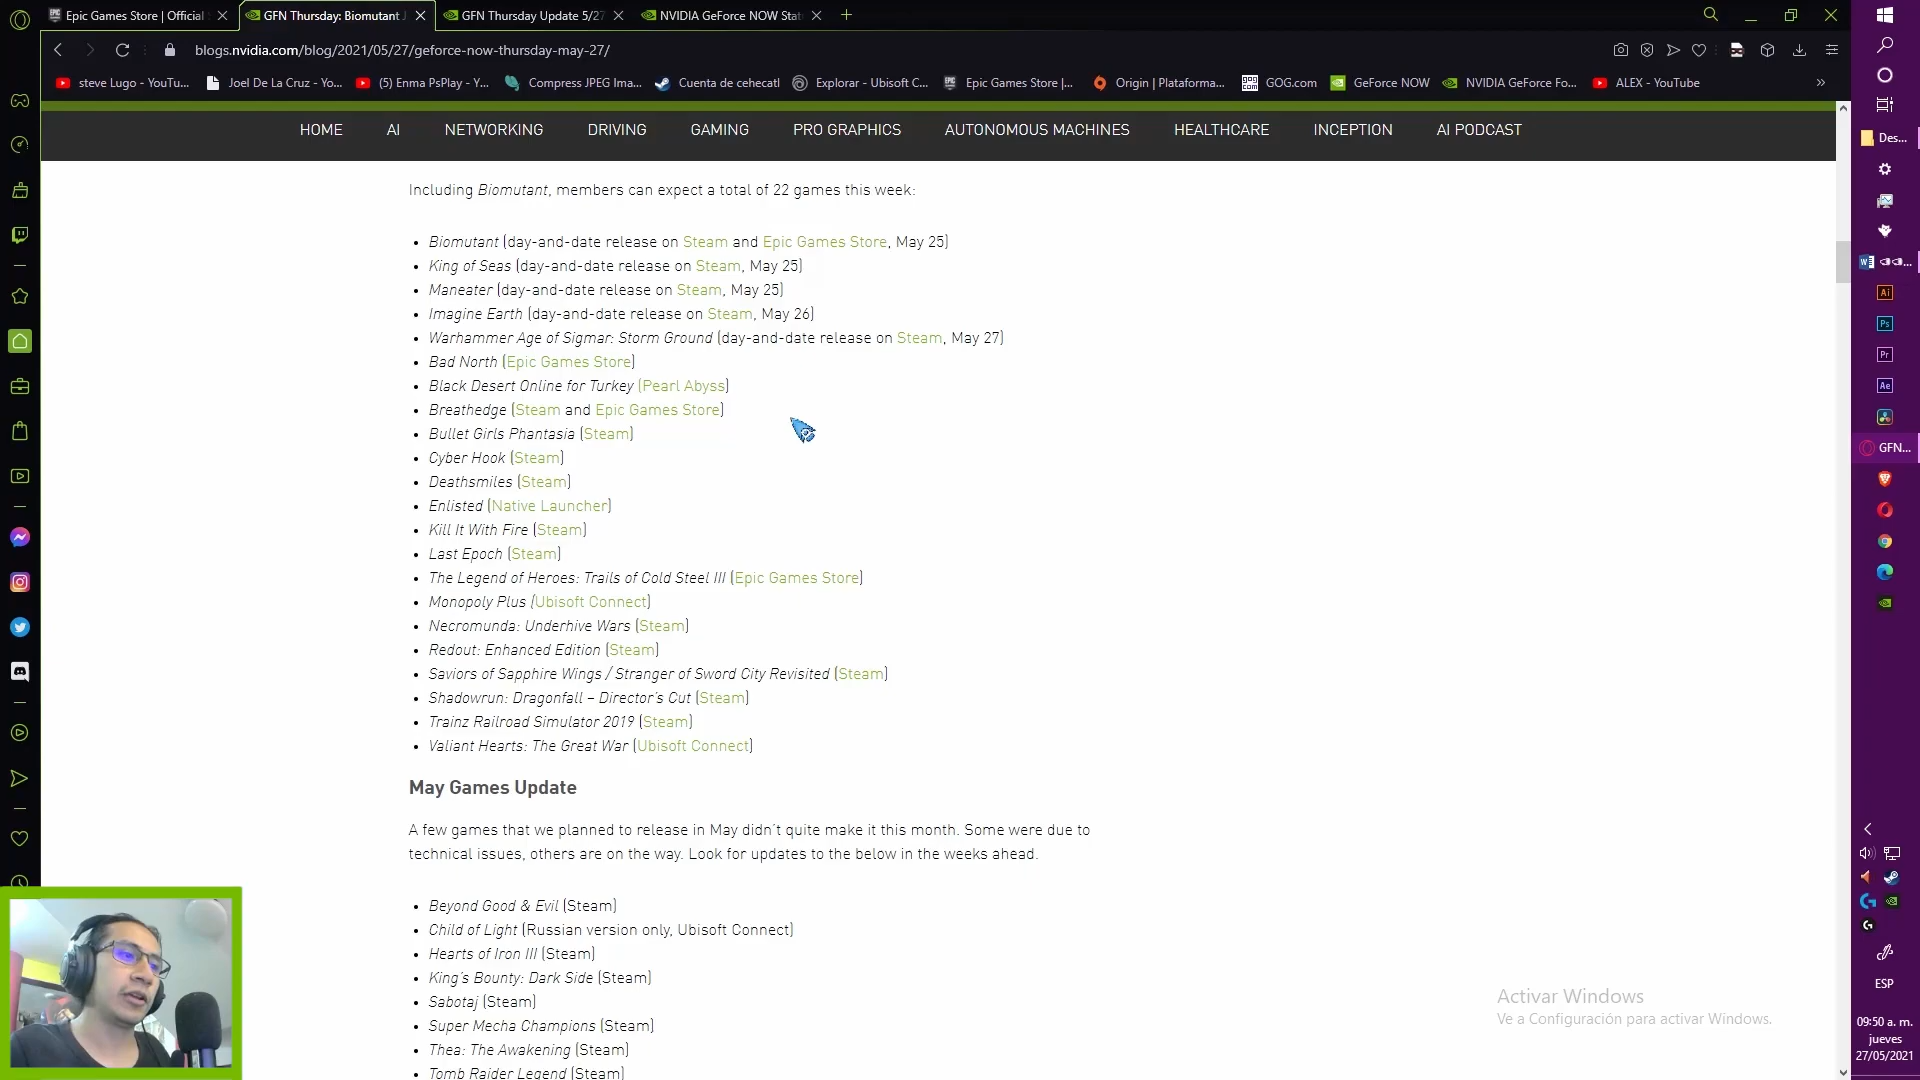 Epic Games Store | Official
GFN Thursday: Biomutant J
GFN Thursday Update 5/27
NVIDIA GeForce NOW Stat
blogs.nvidia.com/blog/2021/05/27/geforce-now-thursday-may-27/
steve Lugo - YouTu...
Joel De La Cruz - Yo...
(5) Enma PsPlay - Y...
Compress JPEG Ima...
Cuenta de cehecatl
Explorar - Ubisoft C...
Epic Games Store |...
Origin | Plataforma...
GOG.com
GeForce NOW
NVIDIA GeForce Fo...
ALEX - YouTube
HOME AI NETWORKING DRIVING GAMING PRO GRAPHICS AUTONOMOUS MACHINES HEALTHCARE INCEPTION AI PODCAST
Including Biomutant, members can expect a total of 22 games this week:
• Biomutant (day-and-date release on Steam and Epic Games Store, May 25)
• King of Seas (day-and-date release on Steam, May 25)
• Maneater (day-and-date release on Steam, May 25)
• Imagine Earth (day-and-date release on Steam, May 26)
• Warhammer Age of Sigmar: Storm Ground (day-and-date release on Steam, May 27)
• Bad North (Epic Games Store)
• Black Desert Online for Turkey (Pearl Abyss)
• Breathedge (Steam and Epic Games Store)
• Bullet Girls Phantasia (Steam)
• Cyber Hook (Steam)
• Deathsmiles (Steam)
• Enlisted (Native Launcher)
• Kill It With Fire (Steam)
• Last Epoch (Steam)
• The Legend of Heroes: Trails of Cold Steel III (Epic Games Store)
• Monopoly Plus (Ubisoft Connect)
• Necromunda: Underhive Wars (Steam)
• Redout: Enhanced Edition (Steam)
• Saviors of Sapphire Wings / Stranger of Sword City Revisited (Steam)
• Shadowrun: Dragonfall – Director's Cut (Steam)
• Trainz Railroad Simulator 2019 (Steam)
• Valiant Hearts: The Great War (Ubisoft Connect)
May Games Update
A few games that we planned to release in May didn't quite make it this month. Some were due to
technical issues, others are on the way. Look for updates to the below in the weeks ahead.
• Beyond Good & Evil (Steam)
• Child of Light (Russian version only, Ubisoft Connect)
• Hearts of Iron III (Steam)
• King's Bounty: Dark Side (Steam)
• Sabotaj (Steam)
• Super Mecha Champions (Steam)
• Thea: The Awakening (Steam)
• Tomb Raider Legend (Steam)
Activar Windows
Ve a Configuración para activar Windows.
Des...
Ai
Ps
Pr
Ae
GFN...
ESP
09:50 a. m.
jueves
27/05/2021